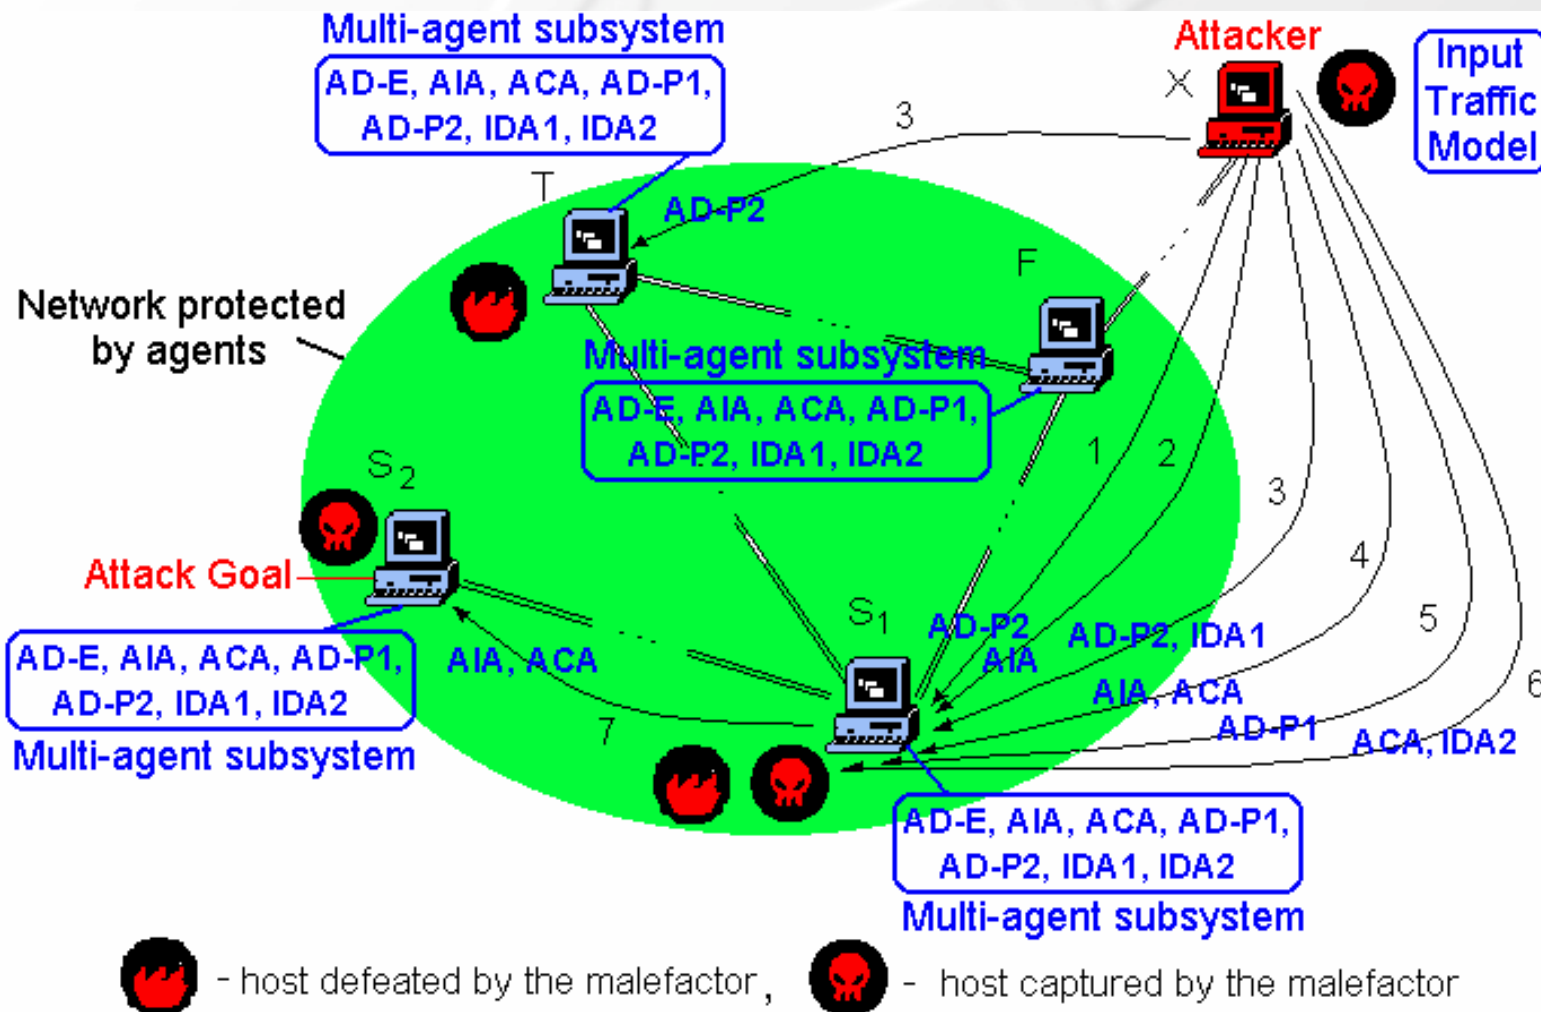 Multi-agent subsystem
AD-E, AIA, ACA, AD-P1,
AD-P2, IDA1, IDA2
Attacker
X
Input
Traffic
Model
3
T
AD-P2
F
Network protected
by agents
Multi-agent subsystem
AD-E, AIA, ACA, AD-P1,
AD-P2, IDA1, IDA2
1
2
3
4
5
6
S2
Attack Goal
AD-E, AIA, ACA, AD-P1,
AD-P2, IDA1, IDA2
Multi-agent subsystem
AIA, ACA
7
S1
AD-P2
AIA
AD-P2, IDA1
AIA, ACA
AD-P1
ACA, IDA2
AD-E, AIA, ACA, AD-P1,
AD-P2, IDA1, IDA2
Multi-agent subsystem
- host defeated by the malefactor, - host captured by the malefactor